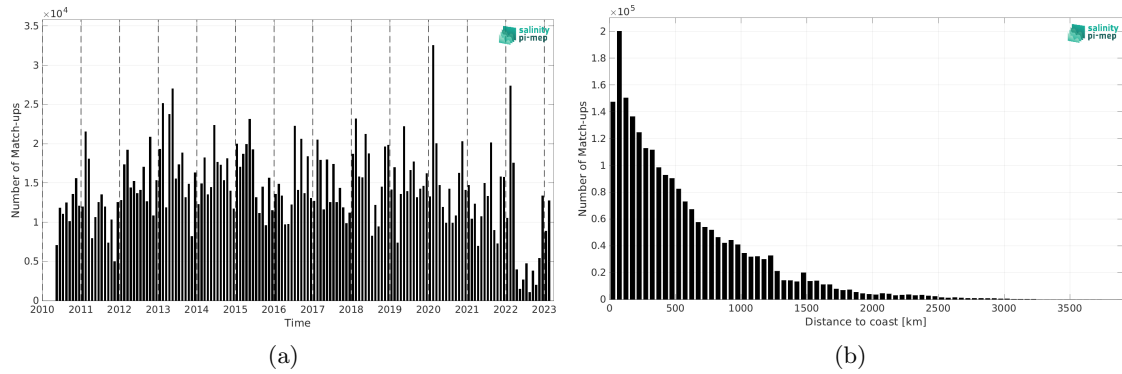 ×10⁴
3.5
3
2.5
2
1.5
1
0.5
0
Number of Match-ups
2010 2011 2012 2013 2014 2015 2016 2017 2018 2019 2020 2021 2022 2023
Time
salinity
pi-mep
(a)
×10⁵
2
1.8
1.6
1.4
1.2
1
0.8
0.6
0.4
0.2
0
Number of Match-ups
0 500 1000 1500 2000 2500 3000 3500
Distance to coast [km]
salinity
pi-mep
(b)